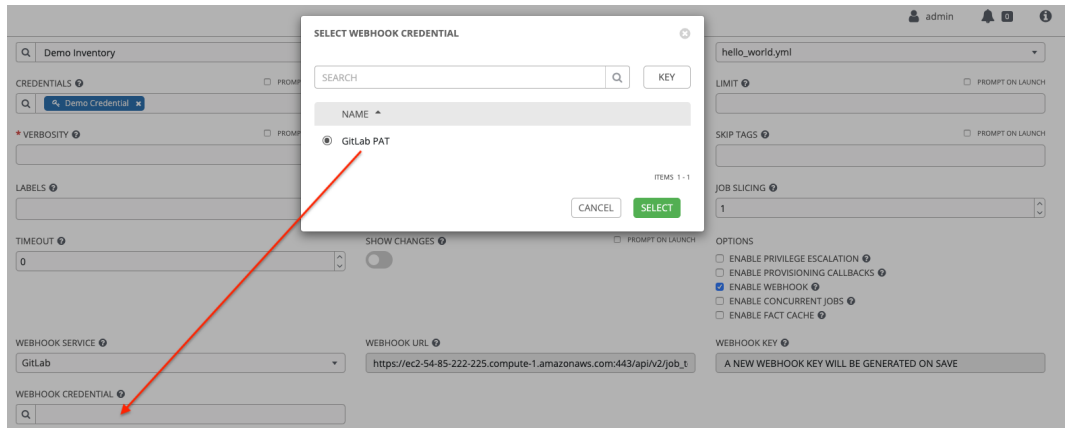 admin 0
SELECT WEBHOOK CREDENTIAL
SEARCH KEY
NAME
GitLab PAT
ITEMS 1 - 1
CANCEL SELECT
Demo Inventory hello_world.yml
CREDENTIALS PROMP LIMIT PROMPT ON LAUNCH
Demo Credential
* VERBOSITY PROMP SKIP TAGS PROMPT ON LAUNCH
LABELS JOB SLICING
1
TIMEOUT SHOW CHANGES PROMPT ON LAUNCH OPTIONS
0
ENABLE PRIVILEGE ESCALATION
ENABLE PROVISIONING CALLBACKS
ENABLE WEBHOOK
ENABLE CONCURRENT JOBS
ENABLE FACT CACHE
WEBHOOK SERVICE WEBHOOK URL WEBHOOK KEY
GitLab https://ec2-54-85-222-225.compute-1.amazonaws.com:443/api/v2/job_t A NEW WEBHOOK KEY WILL BE GENERATED ON SAVE
WEBHOOK CREDENTIAL